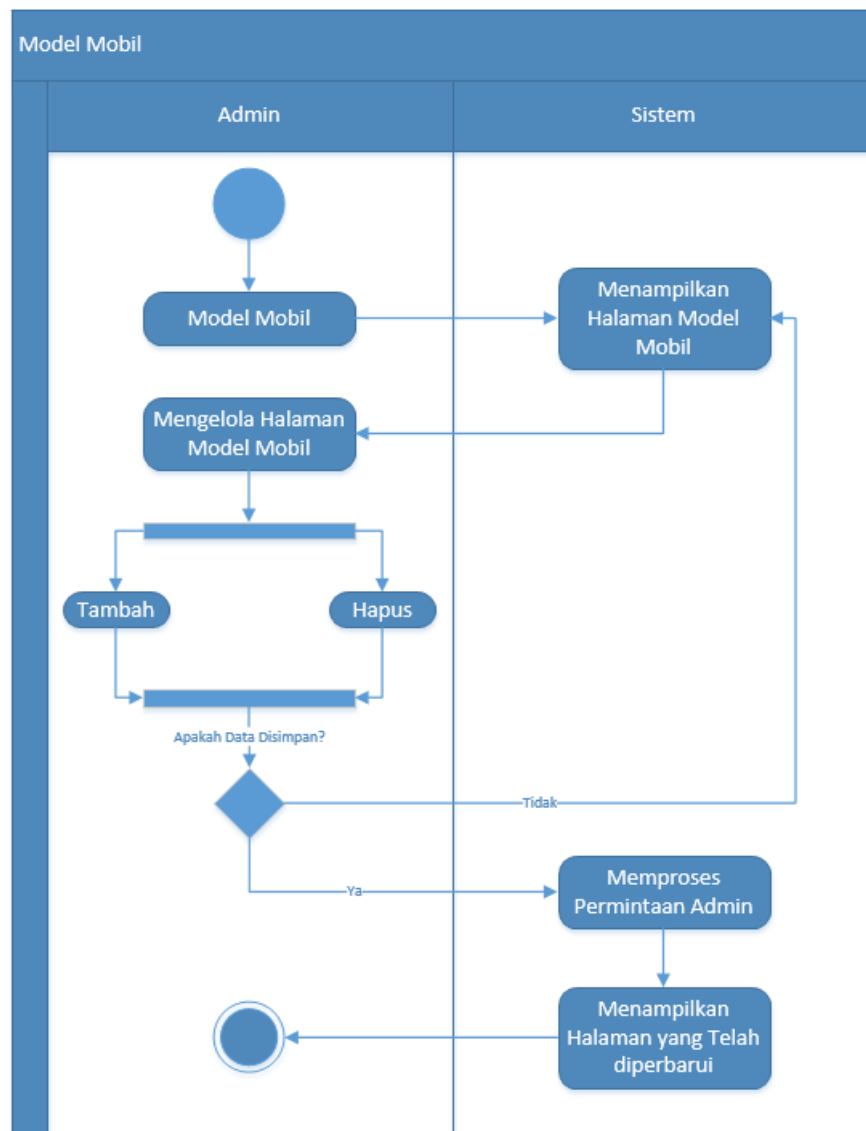 Model Mobil
Admin
Sistem
Model Mobil
Menampilkan
Halaman Model
Mobil
Mengelola Halaman
Model Mobil
Tambah
Hapus
Apakah Data Disimpan?
Tidak
Ya
Memproses
Permintaan Admin
Menampilkan
Halaman yang Telah
diperbarui